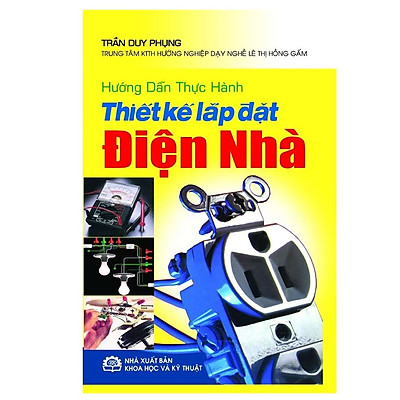 TRẦN DUY PHỤNG
TRUNG TÂM KTTH HƯỚNG NGHIỆP DẠY NGHỀ LÊ THỊ HỒNG GẤM
Hướng Dẫn Thực Hành
Thiết kế lắp đặt
Điện Nhà
NHÀ XUẤT BẢN
KHOA HỌC VÀ KỸ THUẬT